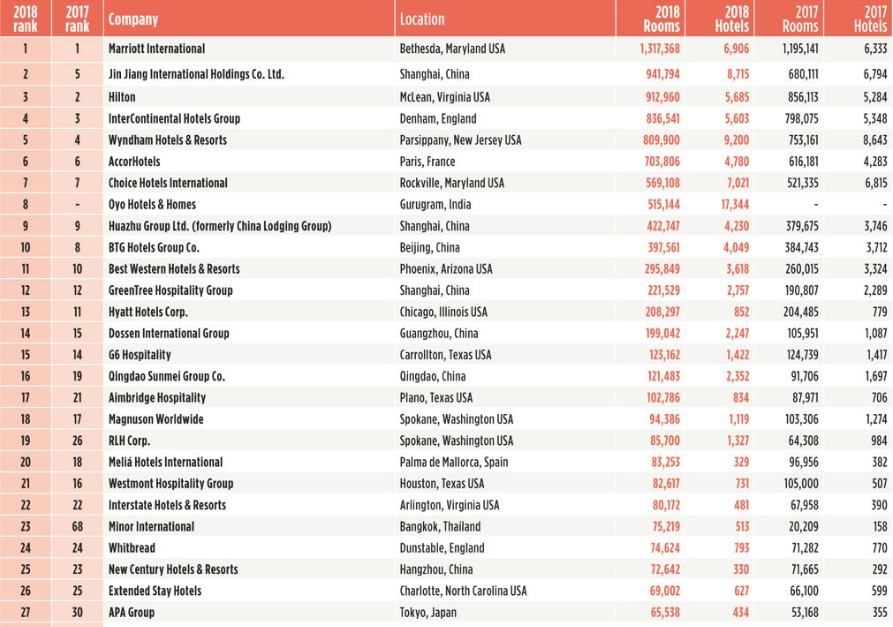 2018 rank 2017 rank Company Location 2018 Rooms 2018 Hotels 2017 Rooms 2017 Hotels
1 1 Marriott International Bethesda, Maryland USA 1,317,368 6,906 1,195,141 6,333
2 5 Jin Jiang International Holdings Co. Ltd. Shanghai, China 941,794 8,715 680,111 6,794
3 2 Hilton McLean, Virginia USA 912,960 5,685 856,113 5,284
4 3 InterContinental Hotels Group Denham, England 836,541 5,603 798,075 5,348
5 4 Wyndham Hotels & Resorts Parsippany, New Jersey USA 809,900 9,200 753,161 8,643
6 6 AccorHotels Paris, France 703,806 4,780 616,181 4,283
7 7 Choice Hotels International Rockville, Maryland USA 569,108 7,021 521,335 6,815
8 - Oyo Hotels & Homes Gurugram, India 515,144 17,344 - -
9 9 Huazhu Group Ltd. (formerly China Lodging Group) Shanghai, China 422,747 4,230 379,675 3,746
10 8 BTG Hotels Group Co. Beijing, China 397,561 4,049 384,743 3,712
11 10 Best Western Hotels & Resorts Phoenix, Arizona USA 295,849 3,618 260,015 3,324
12 12 GreenTree Hospitality Group Shanghai, China 221,529 2,757 190,807 2,289
13 11 Hyatt Hotels Corp. Chicago, Illinois USA 208,297 852 204,485 779
14 15 Dossen International Group Guangzhou, China 199,042 2,247 105,951 1,087
15 14 G6 Hospitality Carrollton, Texas USA 123,162 1,422 124,739 1,417
16 19 Qingdao Sunmei Group Co. Qingdao, China 121,483 2,352 91,706 1,697
17 21 Aimbridge Hospitality Plano, Texas USA 102,786 834 87,971 706
18 17 Magnuson Worldwide Spokane, Washington USA 94,386 1,119 103,306 1,274
19 26 RLH Corp. Spokane, Washington USA 85,700 1,327 64,308 984
20 18 Meliá Hotels International Palma de Mallorca, Spain 83,253 329 96,956 382
21 16 Westmont Hospitality Group Houston, Texas USA 82,617 731 105,000 507
22 22 Interstate Hotels & Resorts Arlington, Virginia USA 80,172 481 67,958 390
23 68 Minor International Bangkok, Thailand 75,219 513 20,209 158
24 24 Whitbread Dunstable, England 74,624 793 71,282 770
25 23 New Century Hotels & Resorts Hangzhou, China 72,642 330 71,665 292
26 25 Extended Stay Hotels Charlotte, North Carolina USA 69,002 627 66,100 599
27 30 APA Group Tokyo, Japan 65,538 434 53,168 355